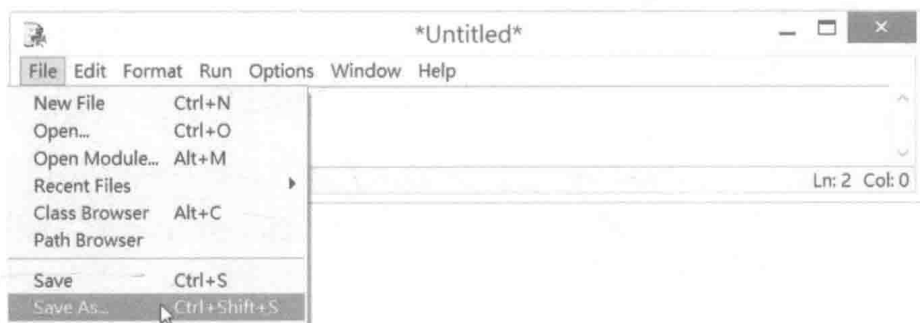 *Untitled*
File Edit Format Run Options Window Help
New File Ctrl+N
Open... Ctrl+O
Open Module... Alt+M
Recent Files
Class Browser Alt+C
Path Browser
Save Ctrl+S
Save As... Ctrl+Shift+S
Ln: 2 Col: 0